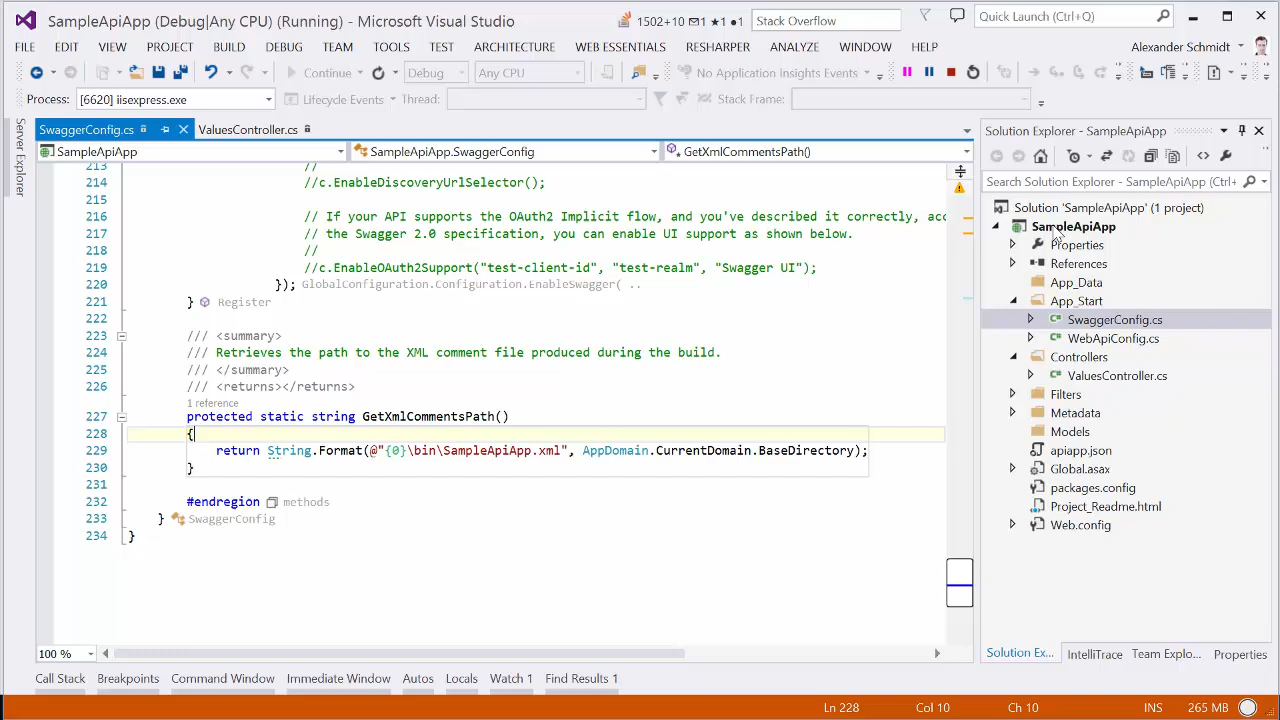 SampleApiApp (Debug|Any CPU) (Running) - Microsoft Visual Studio
1502+10 1 ★1 ●1
Stack Overflow
Quick Launch (Ctrl+Q)
FILE EDIT VIEW PROJECT BUILD DEBUG TEAM TOOLS TEST ARCHITECTURE WEB ESSENTIALS RESHARPER ANALYZE WINDOW HELP
Alexander Schmidt
Continue Debug Any CPU No Application Insights Events
Process: [6620] iisexpress.exe Lifecycle Events Thread: Stack Frame:
Server Explorer
SwaggerConfig.cs ValuesController.cs
SampleApiApp SampleApiApp.SwaggerConfig GetXmlCommentsPath()
213 //
214 //c.EnableDiscoveryUrlSelector();
215
216 // If your API supports the OAuth2 Implicit flow, and you've described it correctly, acc
217 // the Swagger 2.0 specification, you can enable UI support as shown below.
218 //
219 //c.EnableOAuth2Support("test-client-id", "test-realm", "Swagger UI");
220 }); GlobalConfiguration.Configuration.EnableSwagger( ..
221 } Register
222
223 /// <summary>
224 /// Retrieves the path to the XML comment file produced during the build.
225 /// </summary>
226 /// <returns></returns>
1 reference
227 protected static string GetXmlCommentsPath()
228 {
229 return String.Format(@"{0}\bin\SampleApiApp.xml", AppDomain.CurrentDomain.BaseDirectory);
230 }
231
232 #endregion methods
233 } SwaggerConfig
234 }
100 %
Solution Explorer - SampleApiApp
Search Solution Explorer - SampleApiApp (Ctrl+
Solution 'SampleApiApp' (1 project)
SampleApiApp
Properties
References
App_Data
App_Start
SwaggerConfig.cs
WebApiConfig.cs
Controllers
ValuesController.cs
Filters
Metadata
Models
apiapp.json
Global.asax
packages.config
Project_Readme.html
Web.config
Solution Ex... IntelliTrace Team Explo... Properties
Call Stack Breakpoints Command Window Immediate Window Autos Locals Watch 1 Find Results 1
Ln 228 Col 10 Ch 10 INS 265 MB